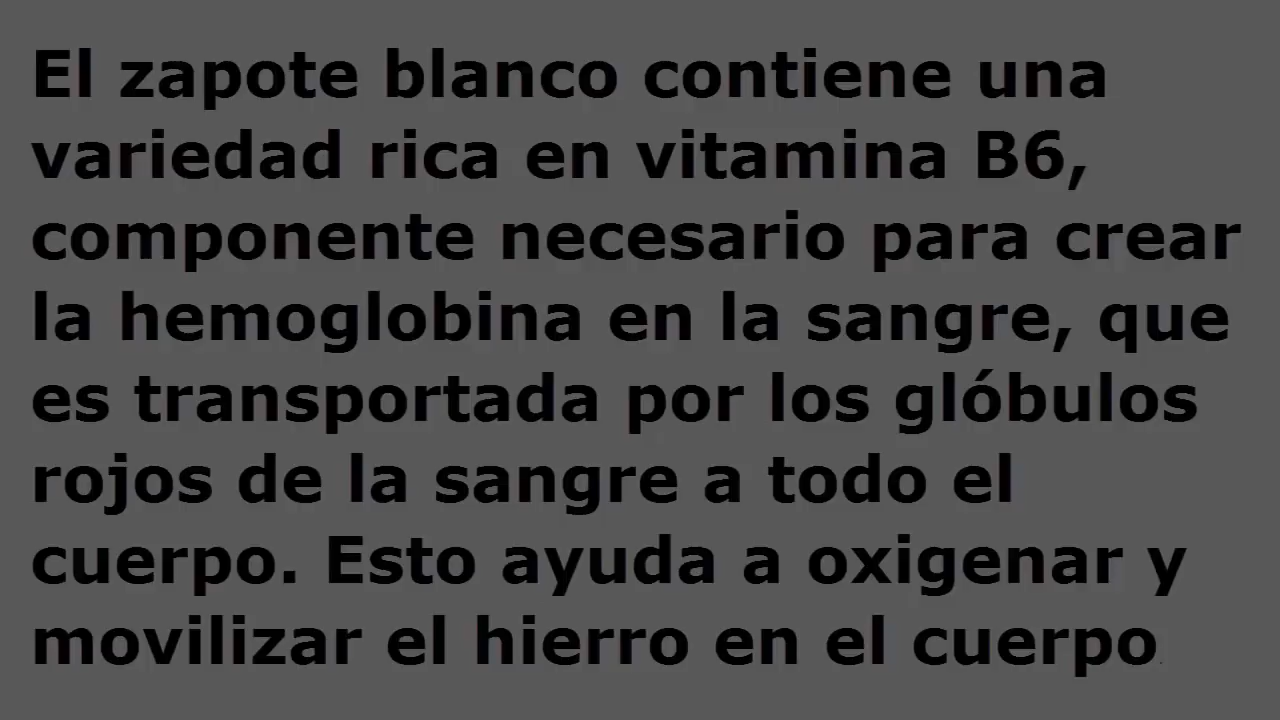 El zapote blanco contiene una
variedad rica en vitamina B6,
componente necesario para crear
la hemoglobina en la sangre, que
es transportada por los glóbulos
rojos de la sangre a todo el
cuerpo. Esto ayuda a oxigenar y
movilizar el hierro en el cuerpo.